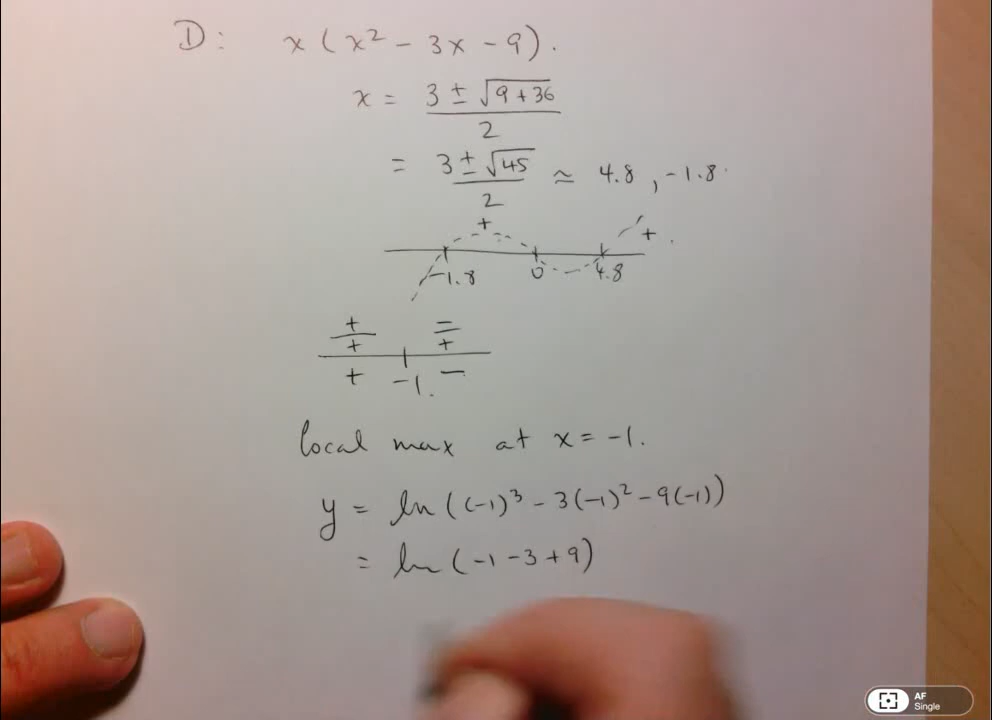 D: x(x² - 3x - 9).
x = 3 ± √(9+36) / 2
= 3 ± √45 / 2 ≃ 4.8, -1.8
+ +
-1.8 0 - 4.8
+/+ -/+
+ -1. -
local max at x = -1.
y = ln((-1)³ - 3(-1)² - 9(-1))
= ln(-1-3+9)
AF
Single